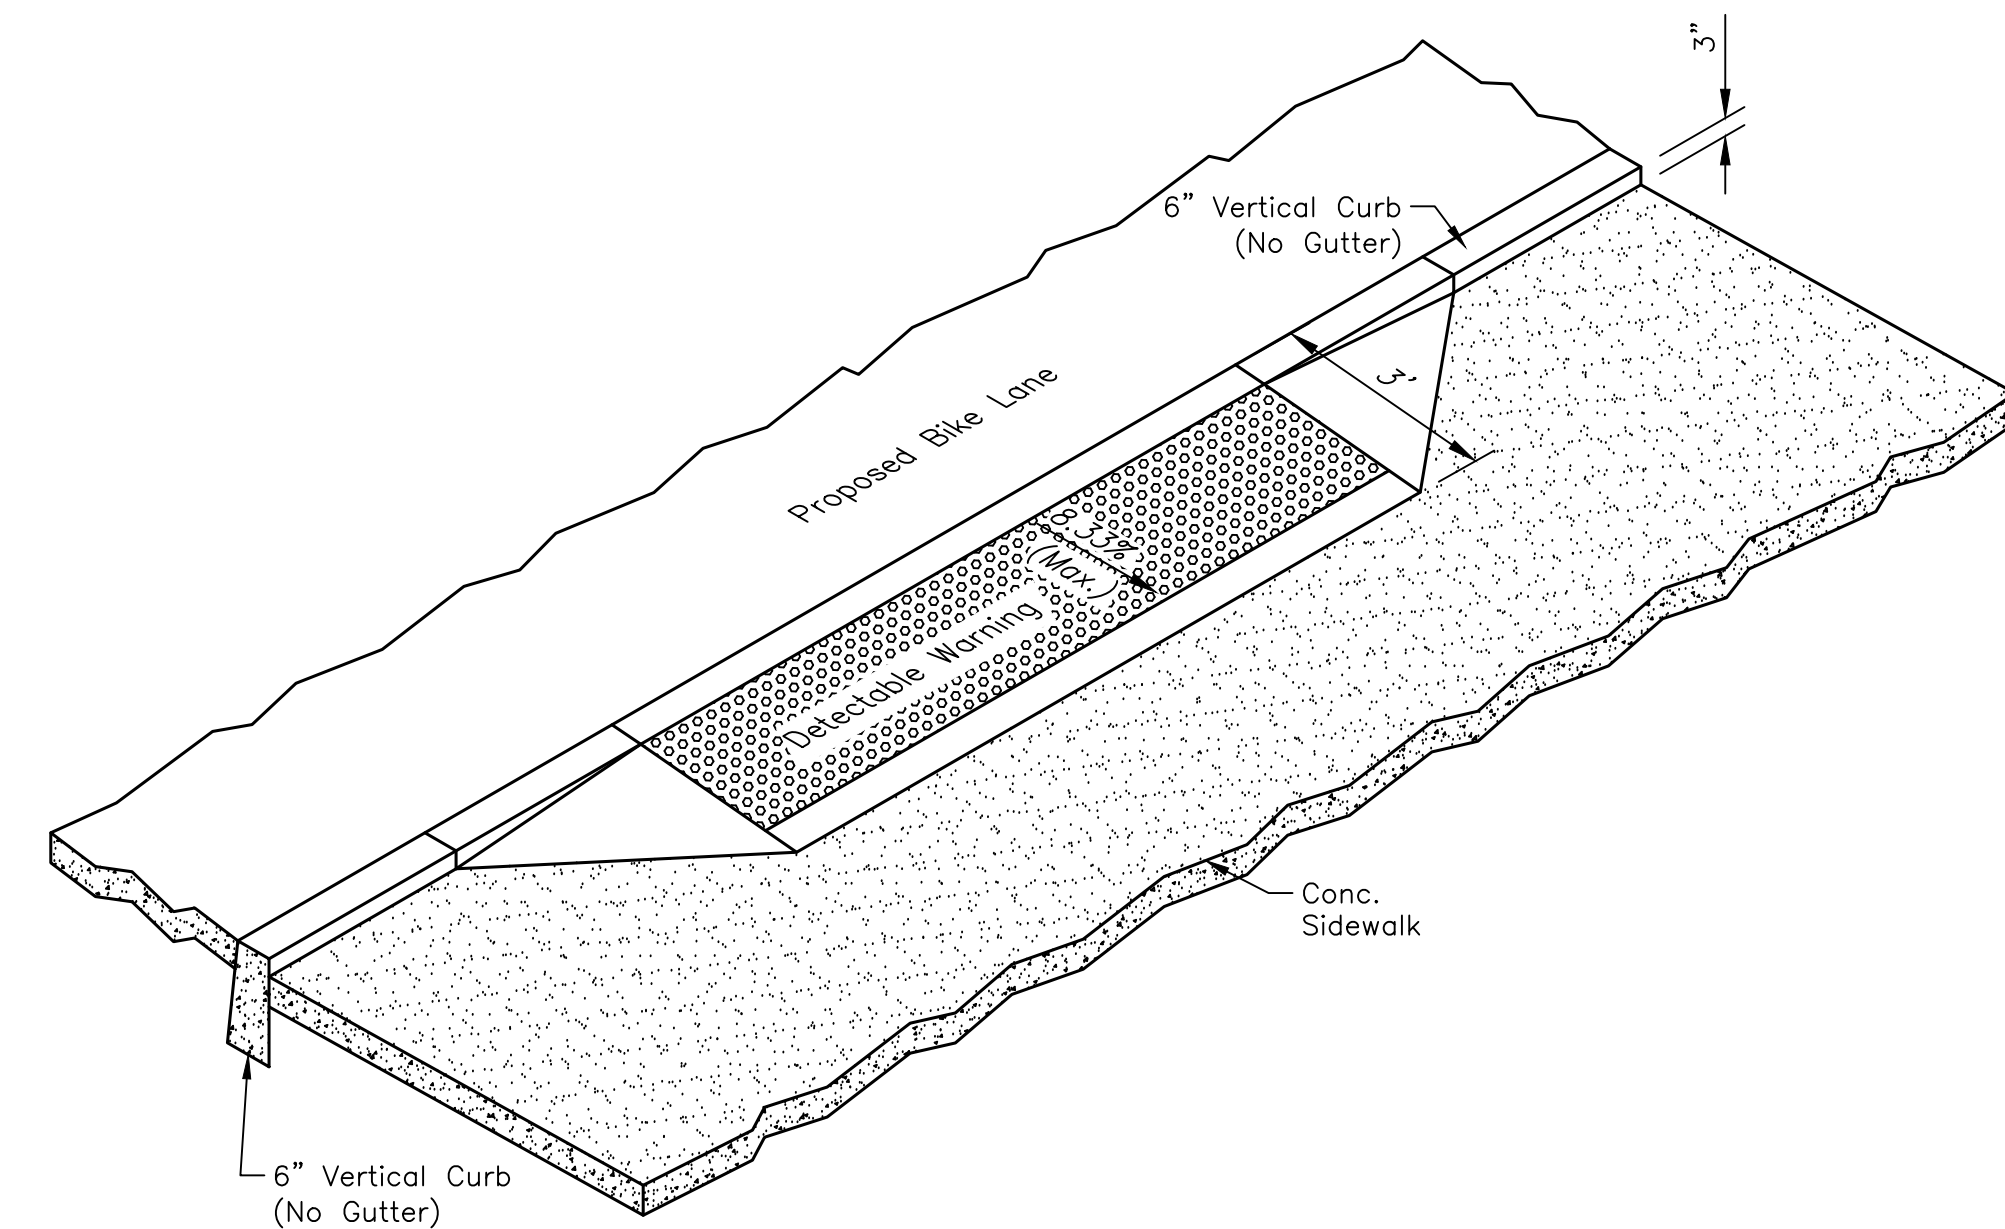 3”
6” Vertical Curb
(No Gutter)
3’
Proposed Bike Lane
8.33%
(Max.)
Detectable Warning
Conc.
Sidewalk
6” Vertical Curb
(No Gutter)